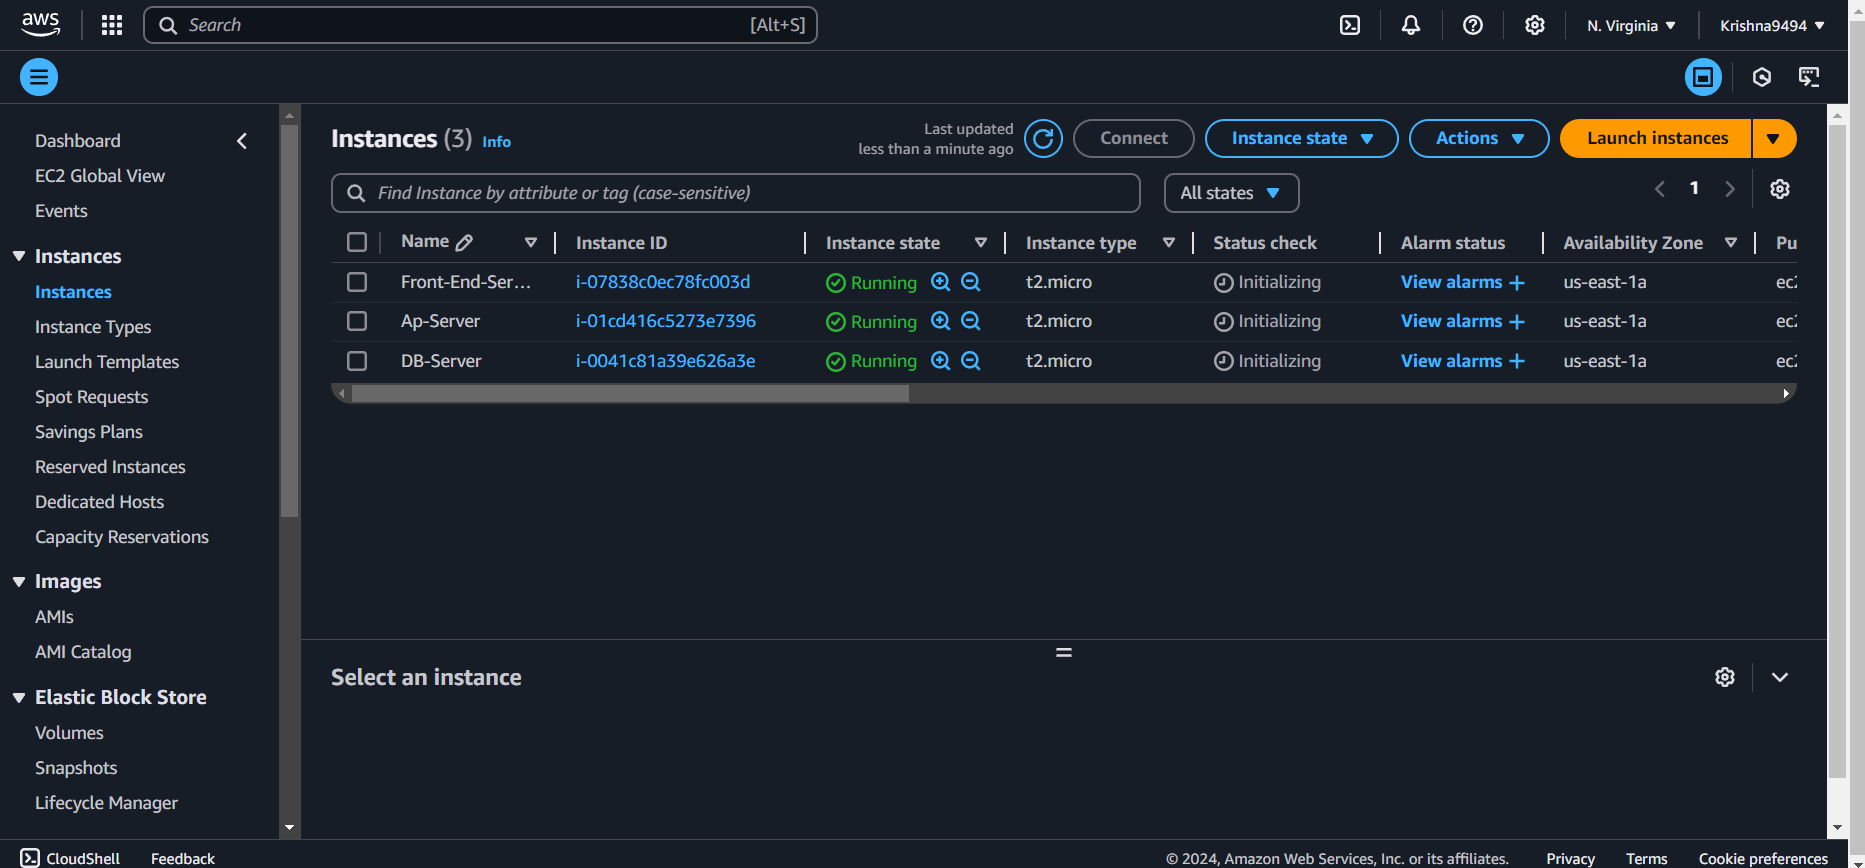 aws Search [Alt+S] N. Virginia Krishna9494
Dashboard
EC2 Global View
Events
Instances
Instances
Instance Types
Launch Templates
Spot Requests
Savings Plans
Reserved Instances
Dedicated Hosts
Capacity Reservations
Images
AMIs
AMI Catalog
Elastic Block Store
Volumes
Snapshots
Lifecycle Manager
Instances (3) Info
Last updated
less than a minute ago
Connect Instance state Actions Launch instances
Find Instance by attribute or tag (case-sensitive) All states 1
Name Instance ID Instance state Instance type Status check Alarm status Availability Zone Pu
Front-End-Ser... i-07838c0ec78fc003d Running t2.micro Initializing View alarms + us-east-1a ec2
Ap-Server i-01cd416c5273e7396 Running t2.micro Initializing View alarms + us-east-1a ec2
DB-Server i-0041c81a39e626a3e Running t2.micro Initializing View alarms + us-east-1a ec2
Select an instance
CloudShell Feedback © 2024, Amazon Web Services, Inc. or its affiliates. Privacy Terms Cookie preferences